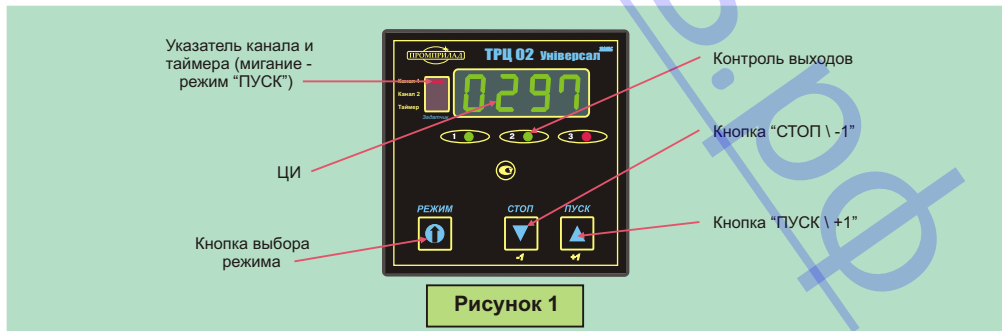 Указатель канала и
таймера (мигание -
режим “ПУСК”)
ЦИ
Кнопка выбора
режима
ПРОМПРИЛАД
ТРЦ 02 Універсал
Канал 1
Канал 2
Таймер
Задатчик
0297
1 2 3
РЕЖИМ СТОП ПУСК
-1 +1
Контроль выходов
Кнопка “СТОП \ -1”
Кнопка “ПУСК \ +1”
Рисунок 1